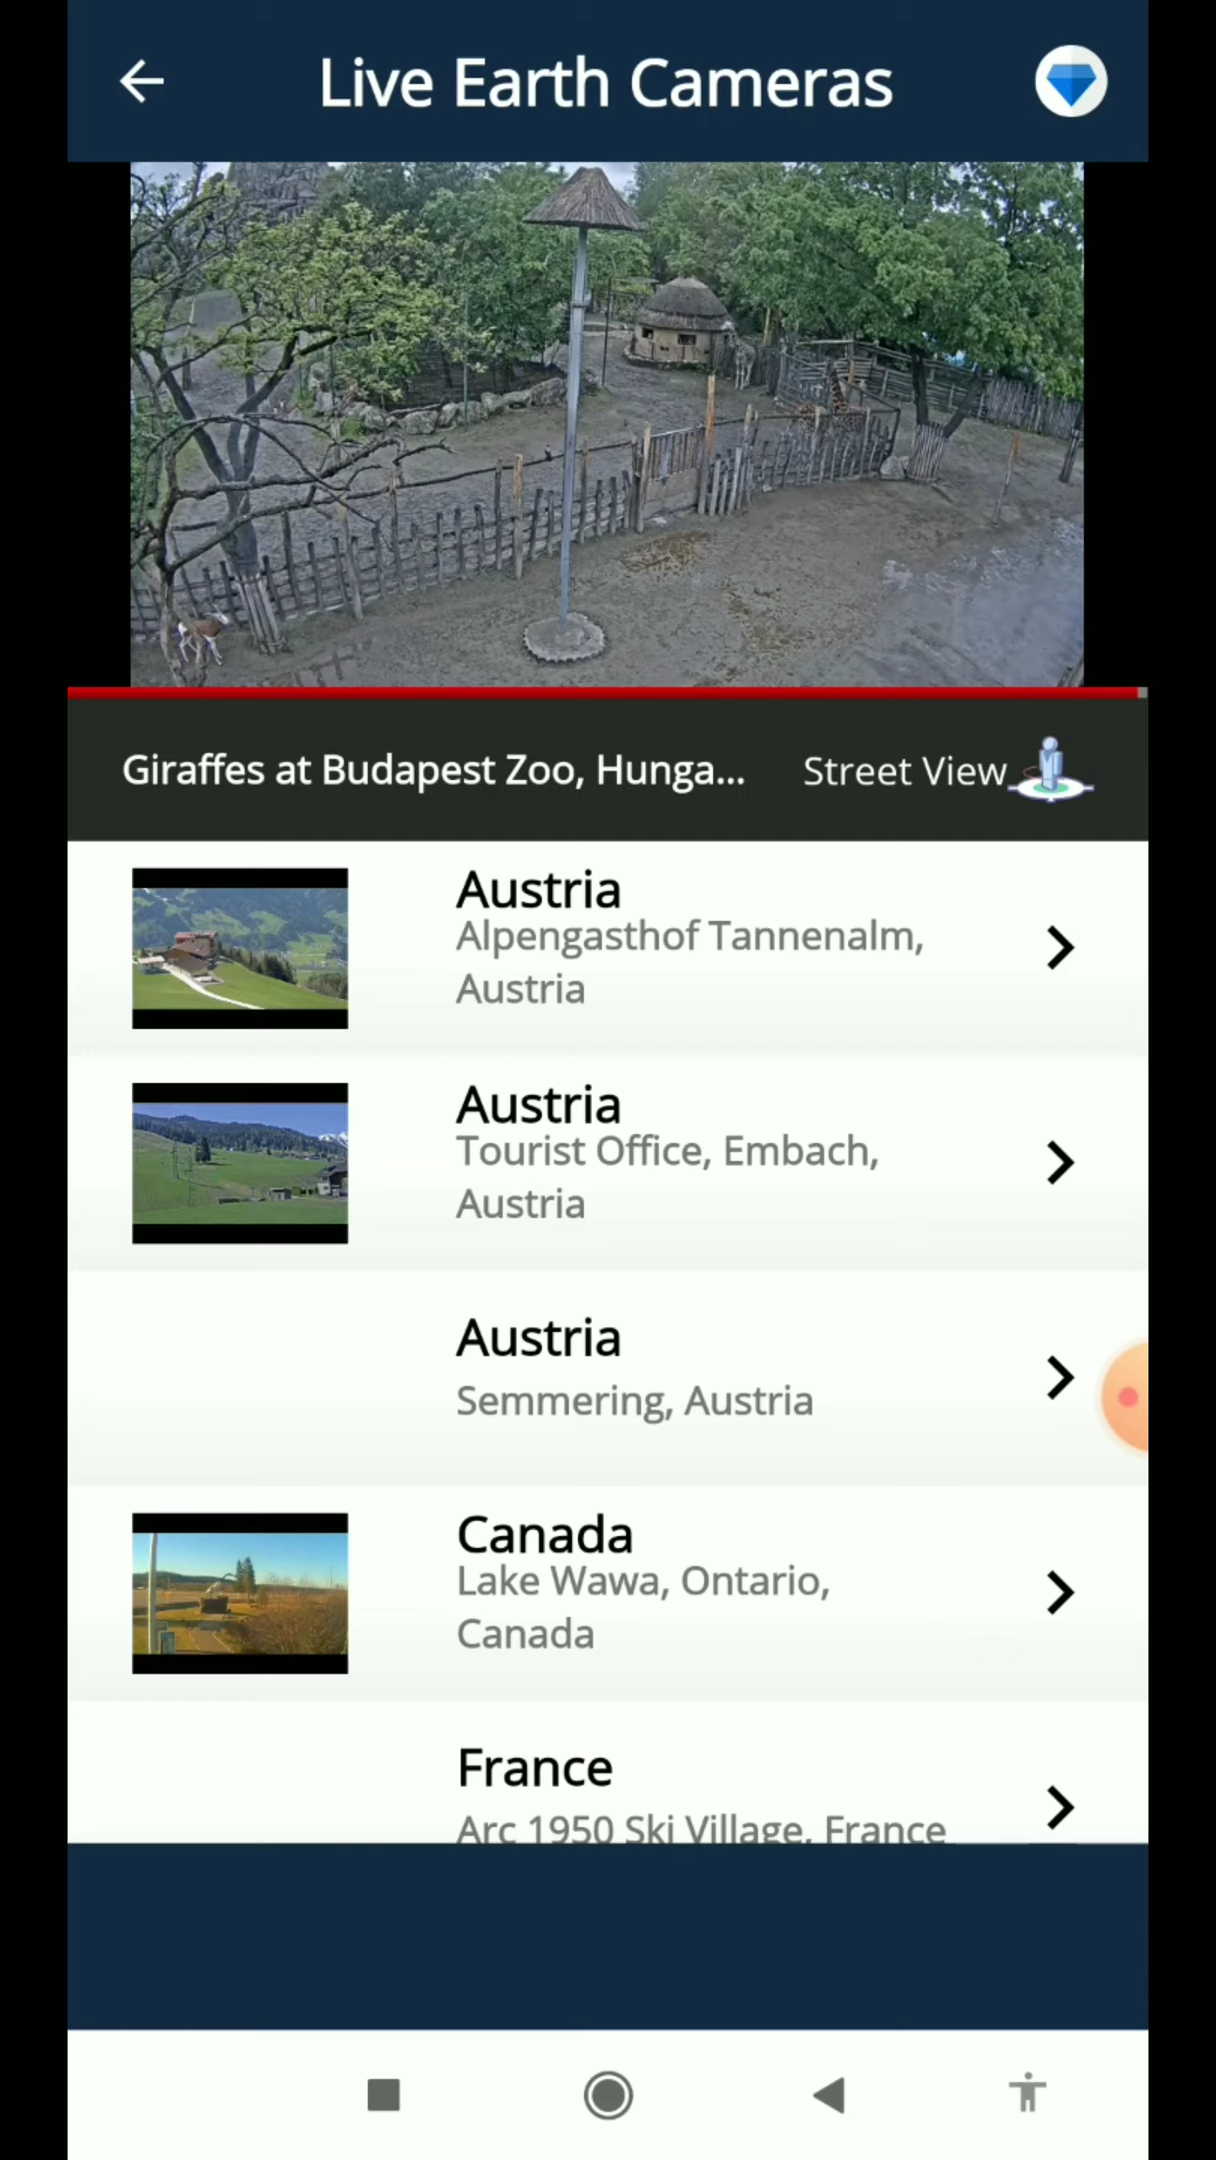 Live Earth Cameras
Giraffes at Budapest Zoo, Hunga...
Street View
Austria
Alpengasthof Tannenalm,
Austria
Austria
Tourist Office, Embach,
Austria
Austria
Semmering, Austria
Canada
Lake Wawa, Ontario,
Canada
France
Arc 1950 Ski Village, France